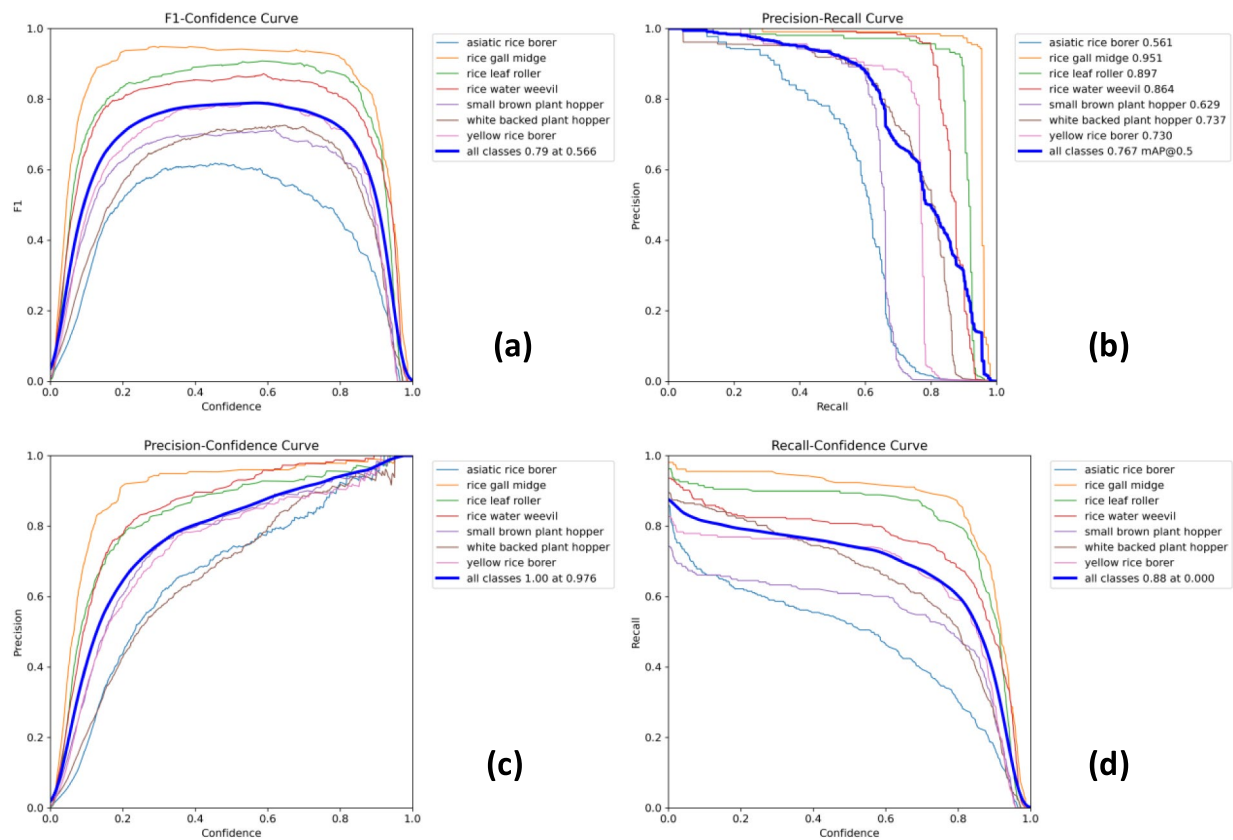 F1-Confidence Curve
1.0
0.8
0.6
0.4
0.2
0.0
F1
0.0 0.2 0.4 0.6 0.8 1.0
Confidence
asiatic rice borer
rice gall midge
rice leaf roller
rice water weevil
small brown plant hopper
white backed plant hopper
yellow rice borer
all classes 0.79 at 0.566
(a)
Precision-Recall Curve
1.0
0.8
0.6
0.4
0.2
0.0
Precision
0.0 0.2 0.4 0.6 0.8 1.0
Recall
asiatic rice borer 0.561
rice gall midge 0.951
rice leaf roller 0.897
rice water weevil 0.864
small brown plant hopper 0.629
white backed plant hopper 0.737
yellow rice borer 0.730
all classes 0.767 mAP@0.5
(b)
Precision-Confidence Curve
1.0
0.8
0.6
0.4
0.2
0.0
Precision
0.0 0.2 0.4 0.6 0.8 1.0
Confidence
asiatic rice borer
rice gall midge
rice leaf roller
rice water weevil
small brown plant hopper
white backed plant hopper
yellow rice borer
all classes 1.00 at 0.976
(c)
Recall-Confidence Curve
1.0
0.8
0.6
0.4
0.2
0.0
Recall
0.0 0.2 0.4 0.6 0.8 1.0
Confidence
asiatic rice borer
rice gall midge
rice leaf roller
rice water weevil
small brown plant hopper
white backed plant hopper
yellow rice borer
all classes 0.88 at 0.000
(d)